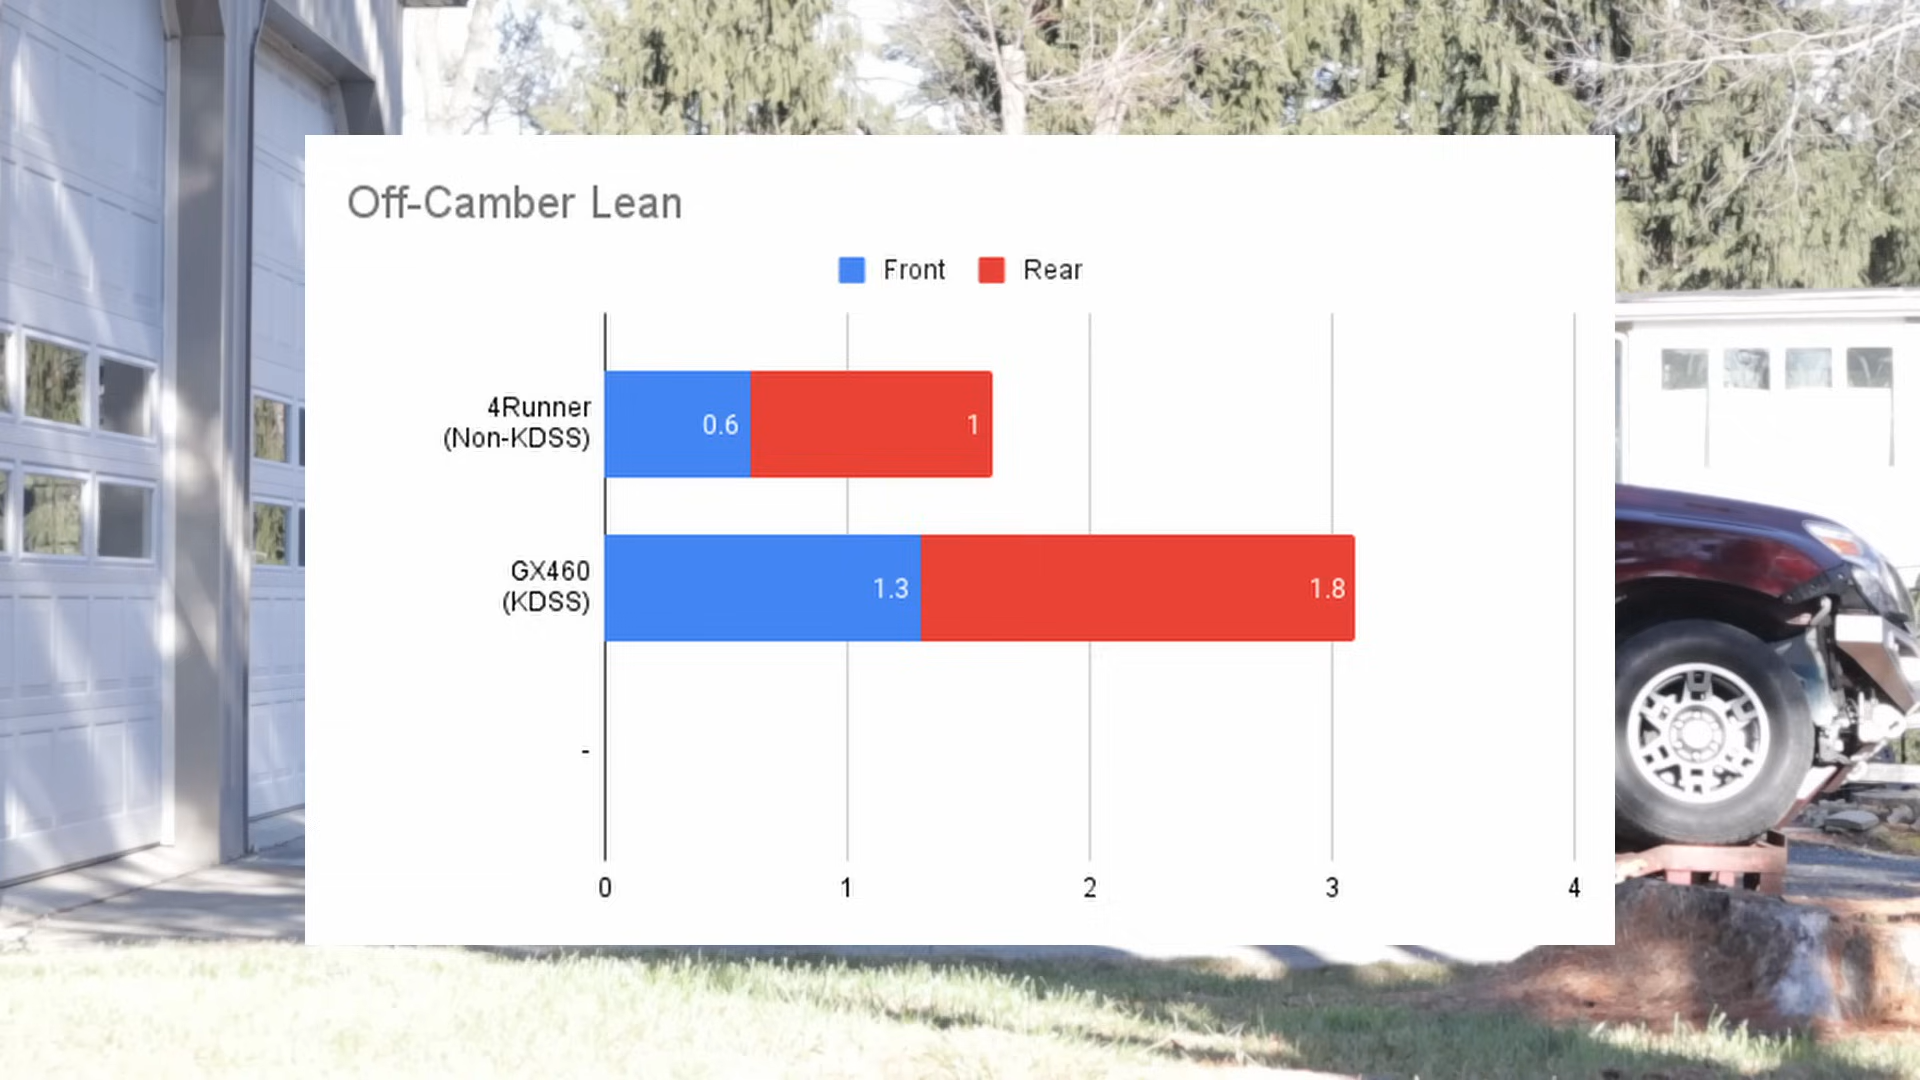 Off-Camber Lean
Front Rear
4Runner
(Non-KDSS)
0.6 1
GX460
(KDSS)
1.3 1.8
-
0 1 2 3 4